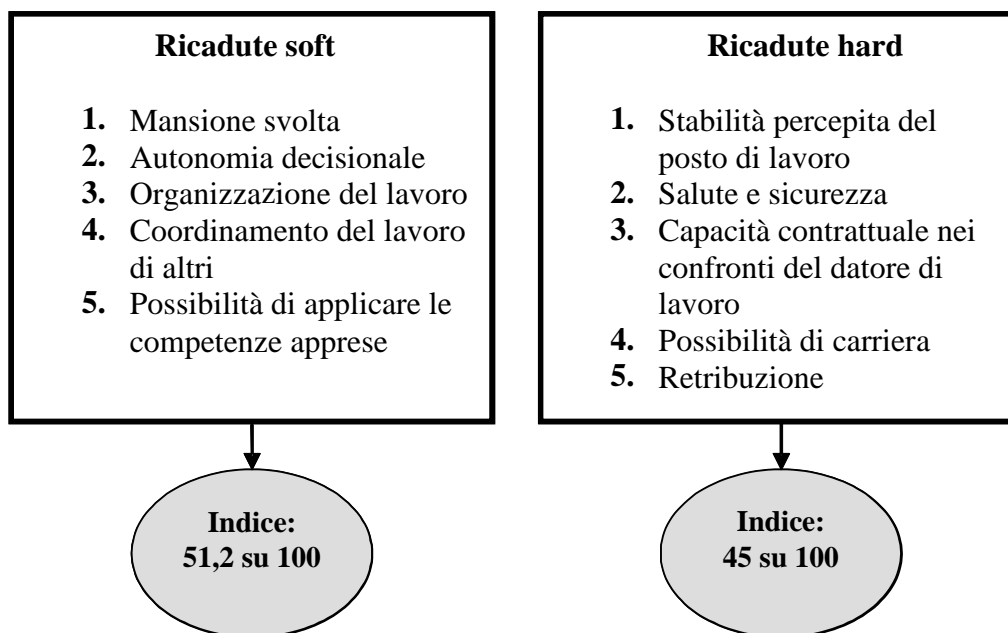 Ricadute soft
1. Mansione svolta
2. Autonomia decisionale
3. Organizzazione del lavoro
4. Coordinamento del lavoro
di altri
5. Possibilità di applicare le
competenze apprese
Indice:
51,2 su 100
Ricadute hard
1. Stabilità percepita del
posto di lavoro
2. Salute e sicurezza
3. Capacità contrattuale nei
confronti del datore di
lavoro
4. Possibilità di carriera
5. Retribuzione
Indice:
45 su 100